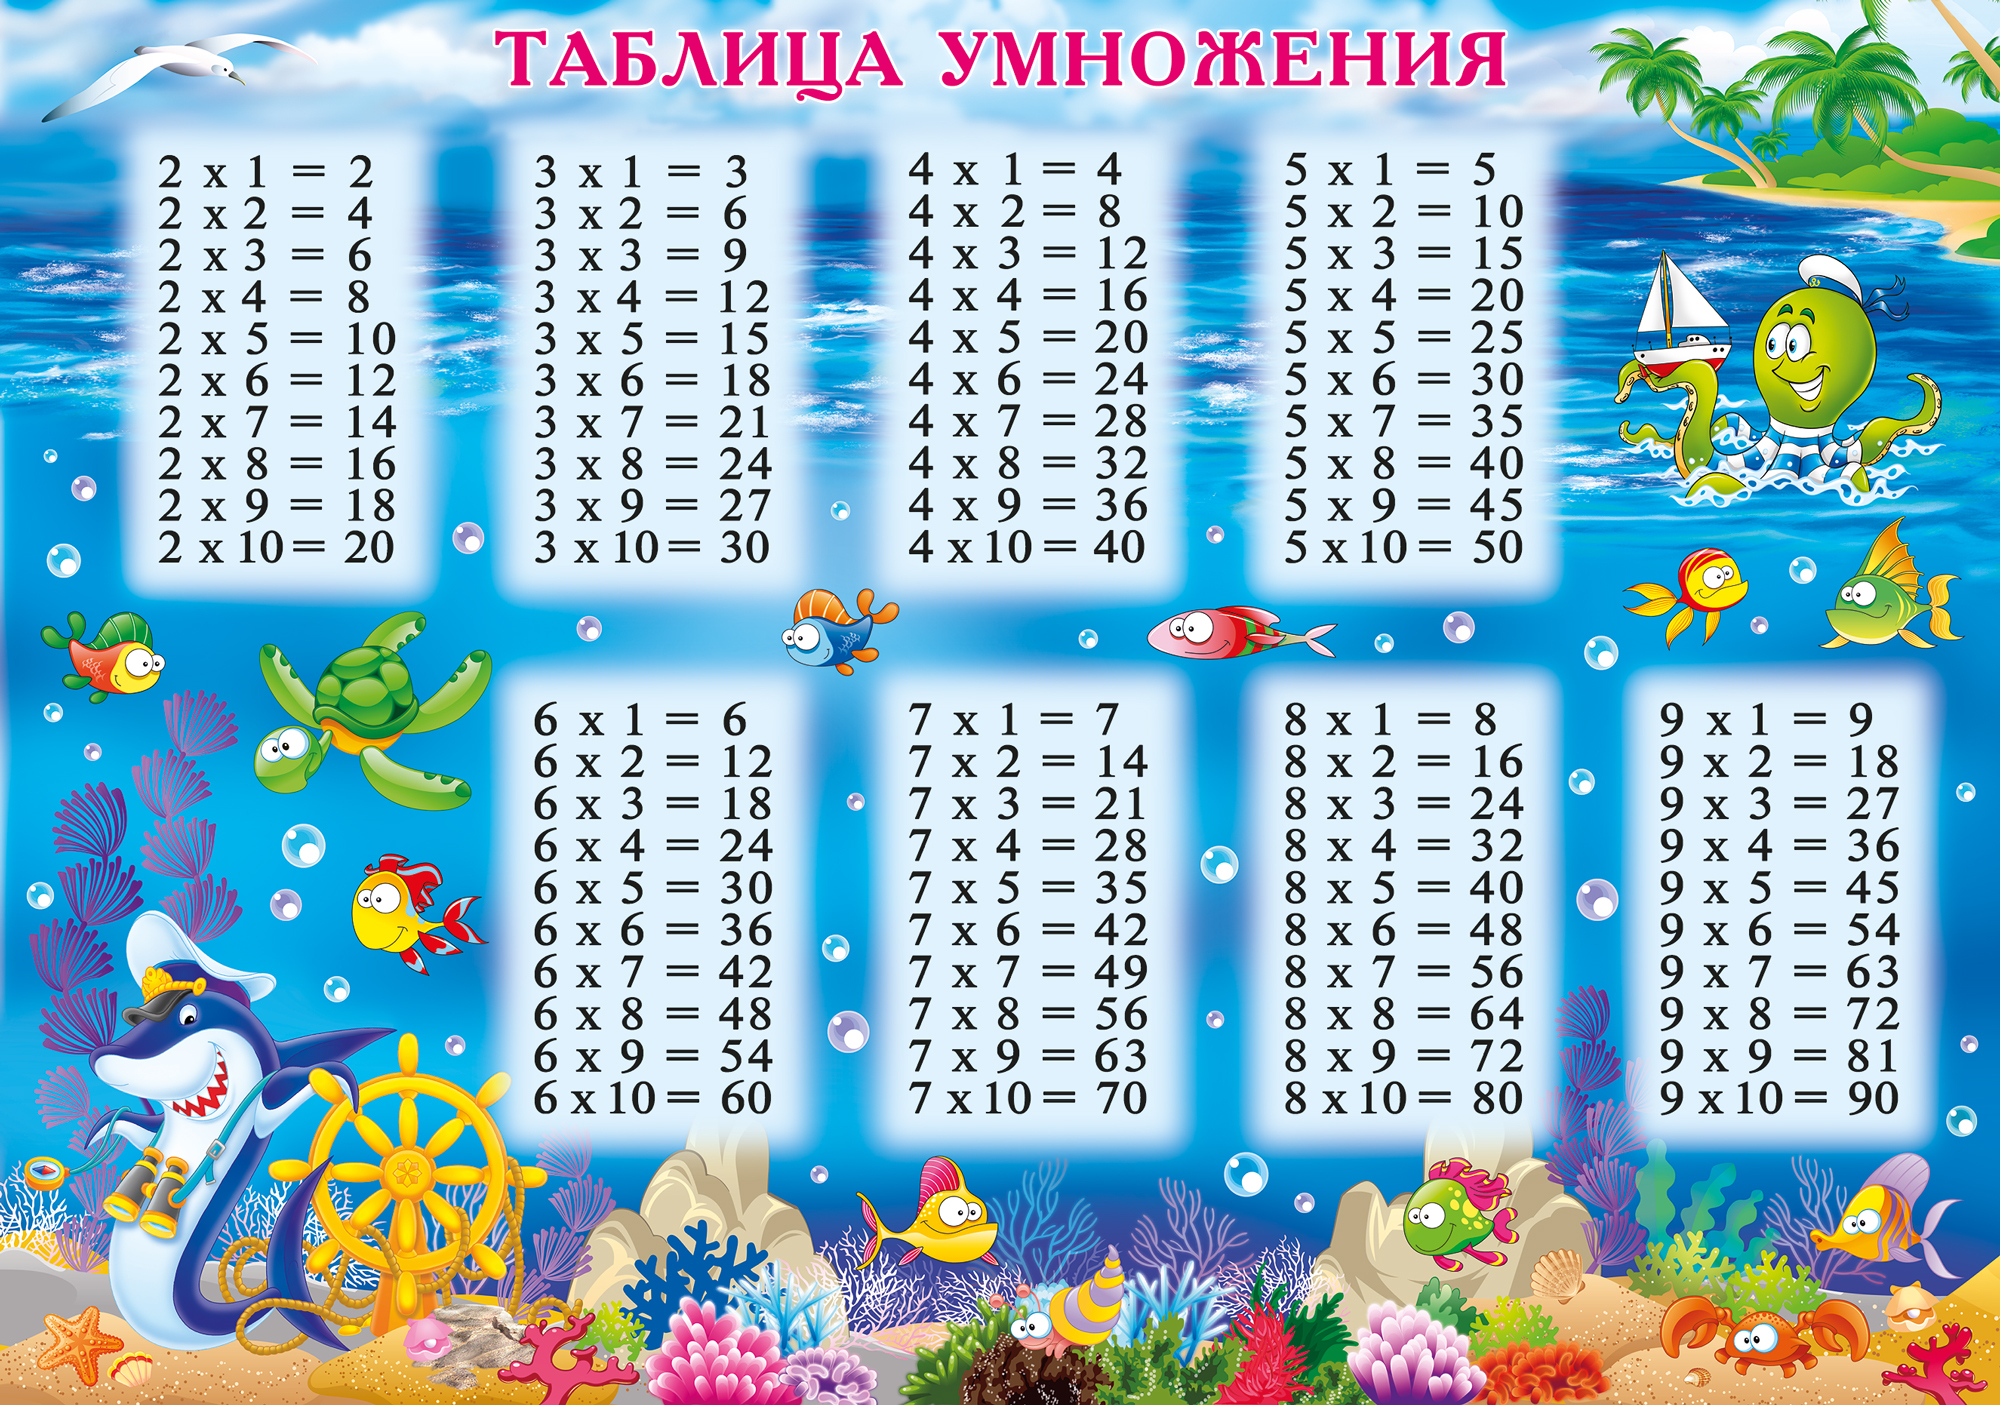 ТАБЛИЦА УМНОЖЕНИЯ
2 x 1 = 2
2 x 2 = 4
2 x 3 = 6
2 x 4 = 8
2 x 5 = 10
2 x 6 = 12
2 x 7 = 14
2 x 8 = 16
2 x 9 = 18
2 x 10 = 20
3 x 1 = 3
3 x 2 = 6
3 x 3 = 9
3 x 4 = 12
3 x 5 = 15
3 x 6 = 18
3 x 7 = 21
3 x 8 = 24
3 x 9 = 27
3 x 10 = 30
4 x 1 = 4
4 x 2 = 8
4 x 3 = 12
4 x 4 = 16
4 x 5 = 20
4 x 6 = 24
4 x 7 = 28
4 x 8 = 32
4 x 9 = 36
4 x 10 = 40
5 x 1 = 5
5 x 2 = 10
5 x 3 = 15
5 x 4 = 20
5 x 5 = 25
5 x 6 = 30
5 x 7 = 35
5 x 8 = 40
5 x 9 = 45
5 x 10 = 50
6 x 1 = 6
6 x 2 = 12
6 x 3 = 18
6 x 4 = 24
6 x 5 = 30
6 x 6 = 36
6 x 7 = 42
6 x 8 = 48
6 x 9 = 54
6 x 10 = 60
7 x 1 = 7
7 x 2 = 14
7 x 3 = 21
7 x 4 = 28
7 x 5 = 35
7 x 6 = 42
7 x 7 = 49
7 x 8 = 56
7 x 9 = 63
7 x 10 = 70
8 x 1 = 8
8 x 2 = 16
8 x 3 = 24
8 x 4 = 32
8 x 5 = 40
8 x 6 = 48
8 x 7 = 56
8 x 8 = 64
8 x 9 = 72
8 x 10 = 80
9 x 1 = 9
9 x 2 = 18
9 x 3 = 27
9 x 4 = 36
9 x 5 = 45
9 x 6 = 54
9 x 7 = 63
9 x 8 = 72
9 x 9 = 81
9 x 10 = 90